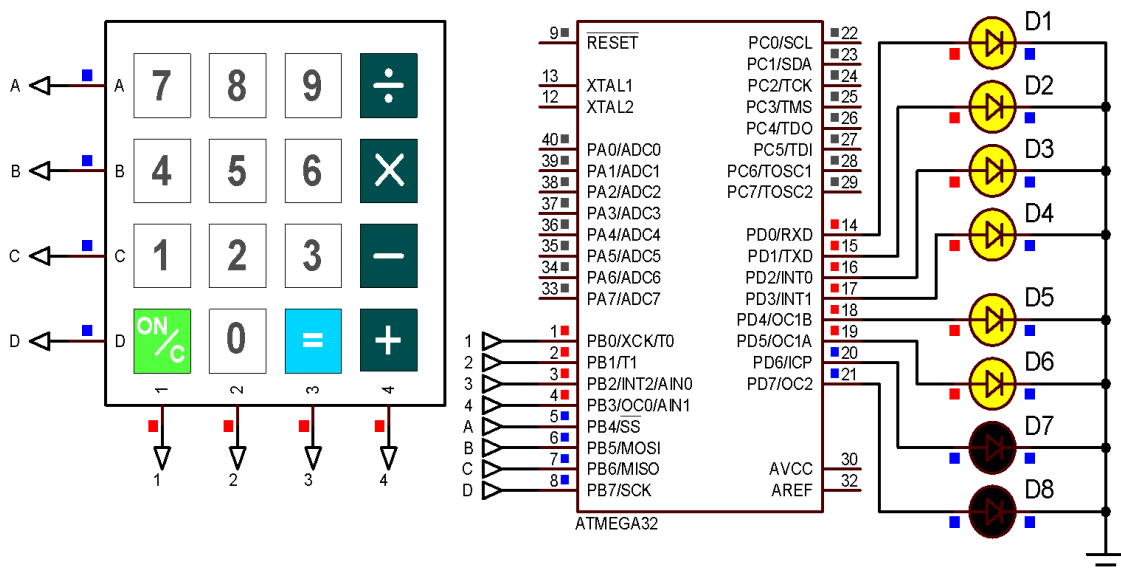 A
B
C
D
A
B
C
D
7 8 9 ÷
4 5 6 ×
1 2 3 −
ON/C 0 = +
1 2 3 4
1 2 3 4
9 RESET
13 XTAL1
12 XTAL2
40 PA0/ADC0
39 PA1/ADC1
38 PA2/ADC2
37 PA3/ADC3
36 PA4/ADC4
35 PA5/ADC5
34 PA6/ADC6
33 PA7/ADC7
1 1 PB0/XCK/T0
2 2 PB1/T1
3 3 PB2/INT2/AIN0
4 4 PB3/OC0/AIN1
A 5 PB4/SS
B 6 PB5/MOSI
C 7 PB6/MISO
D 8 PB7/SCK
PC0/SCL 22
PC1/SDA 23
PC2/TCK 24
PC3/TMS 25
PC4/TDO 26
PC5/TDI 27
PC6/TOSC1 28
PC7/TOSC2 29
PD0/RXD 14
PD1/TXD 15
PD2/INT0 16
PD3/INT1 17
PD4/OC1B 18
PD5/OC1A 19
PD6/ICP 20
PD7/OC2 21
AVCC 30
AREF 32
ATMEGA32
D1
D2
D3
D4
D5
D6
D7
D8